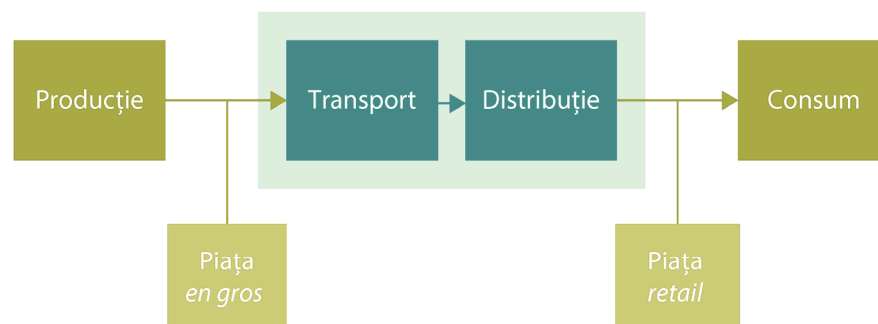 Producție
Transport
Distribuție
Consum
Piața
en gros
Piața
retail